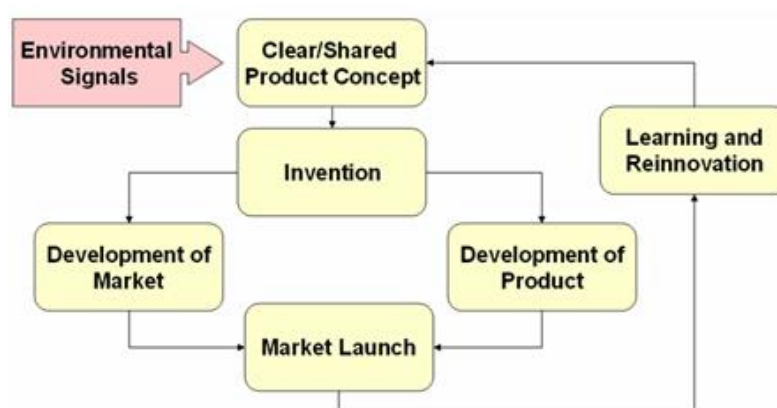 Environmental
Signals
Clear/Shared
Product Concept
Learning and
Reinnovation
Invention
Development of
Market
Development of
Product
Market Launch